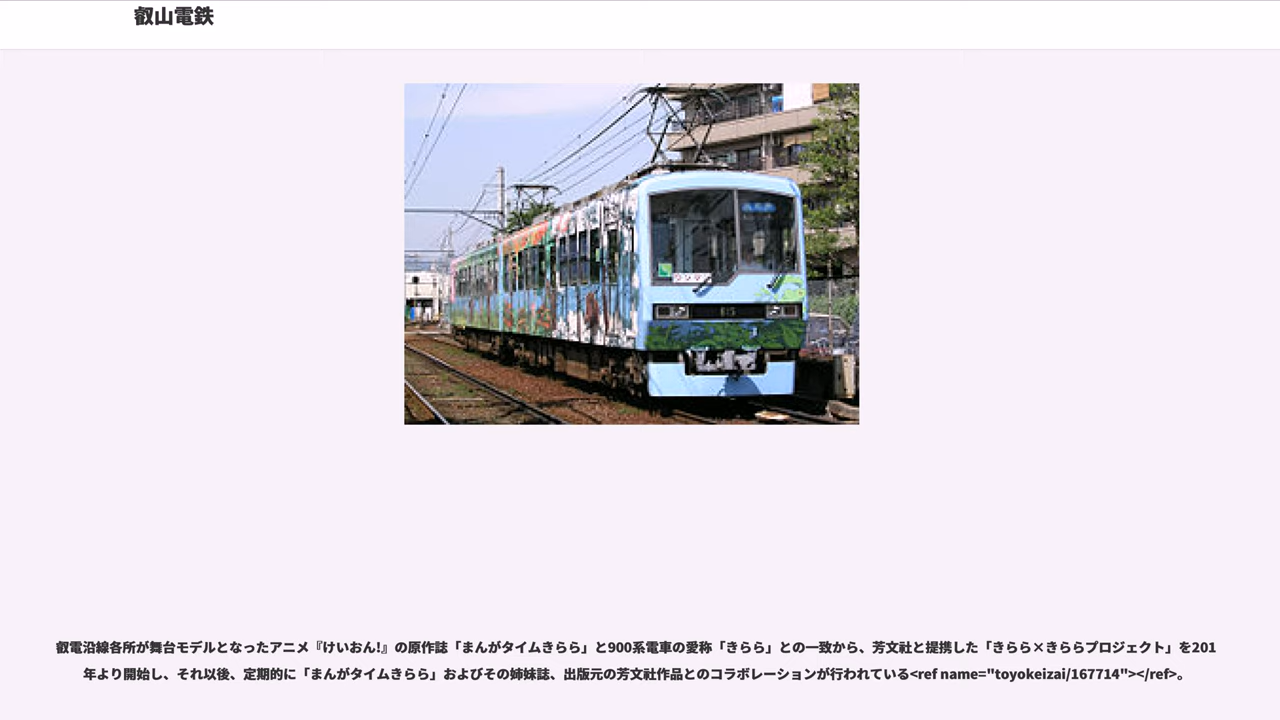 叡山電鉄
ワンマン
815
叡電沿線各所が舞台モデルとなったアニメ『けいおん!』の原作誌「まんがタイムきらら」と900系電車の愛称「きらら」との一致から、芳文社と提携した「きらら×きららプロジェクト」を201
年より開始し、それ以後、定期的に「まんがタイムきらら」およびその姉妹誌、出版元の芳文社作品とのコラボレーションが行われている<ref name="toyokeizai/167714"></ref>。